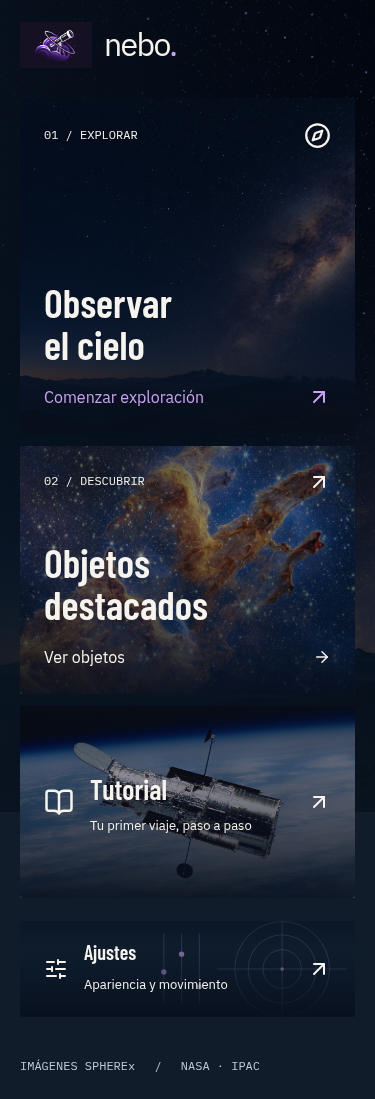 nebo.
01 / EXPLORAR
Observar
el cielo
Comenzar exploración
02 / DESCUBRIR
Objetos
destacados
Ver objetos
Tutorial
Tu primer viaje, paso a paso
Ajustes
Apariencia y movimiento
IMÁGENES SPHEREx / NASA · IPAC